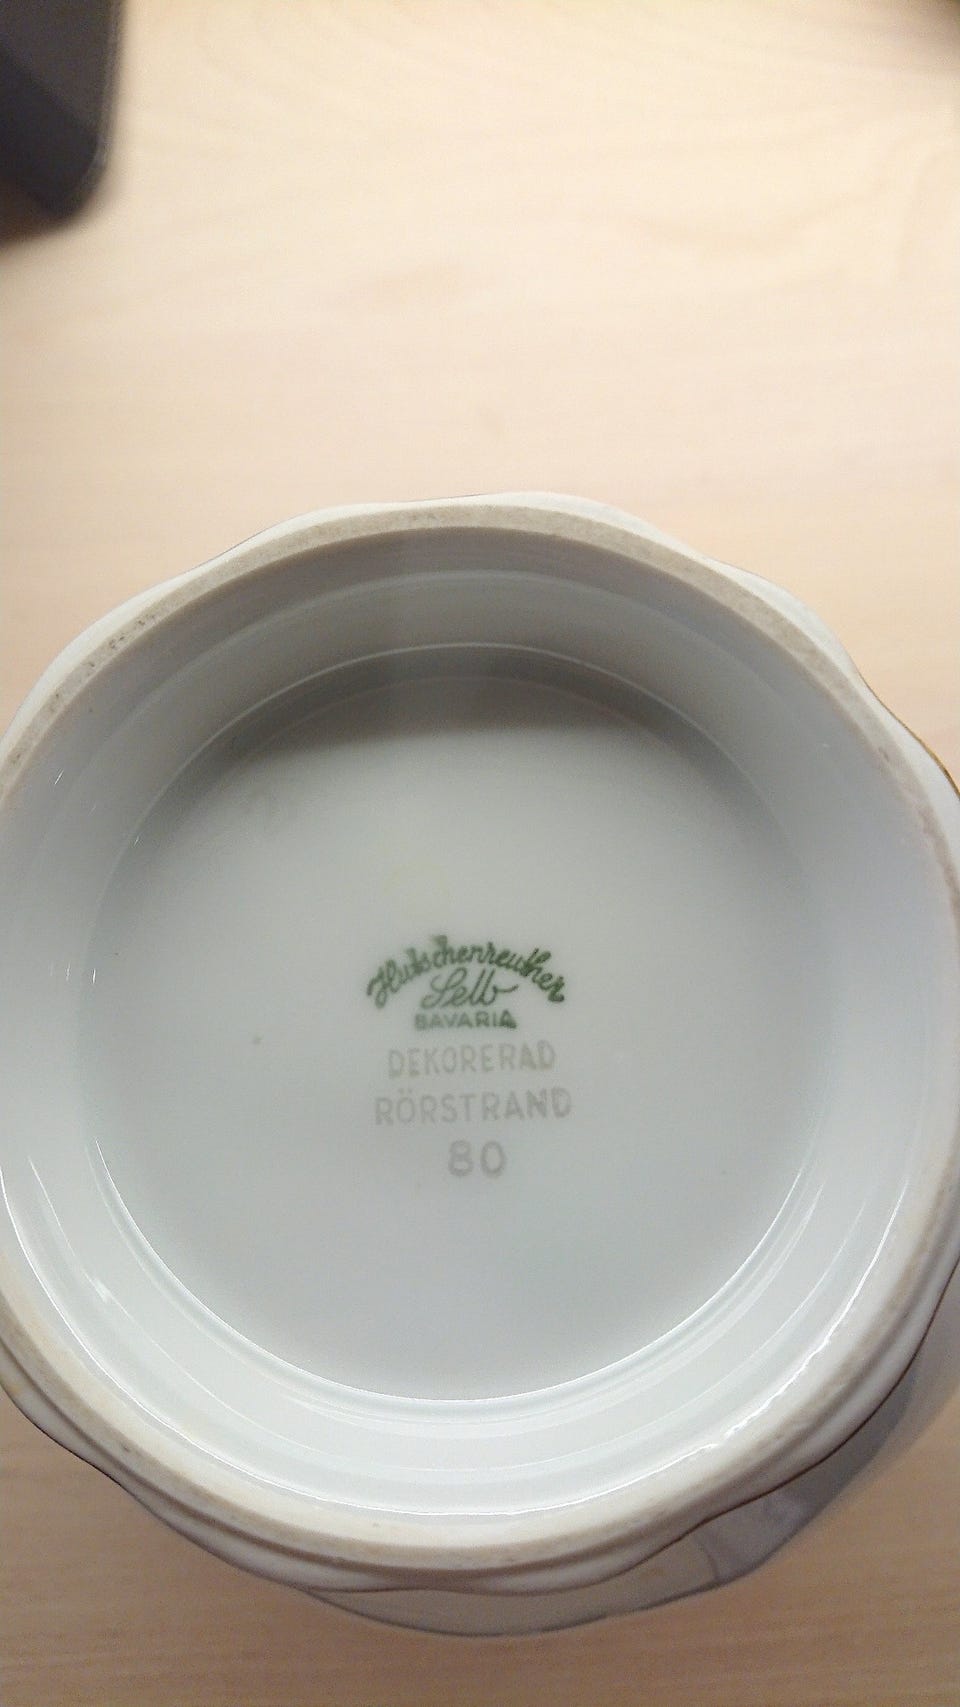 Hutschenreuther
Selb
BAVARIA
DEKORERAD
RÖRSTRAND
80